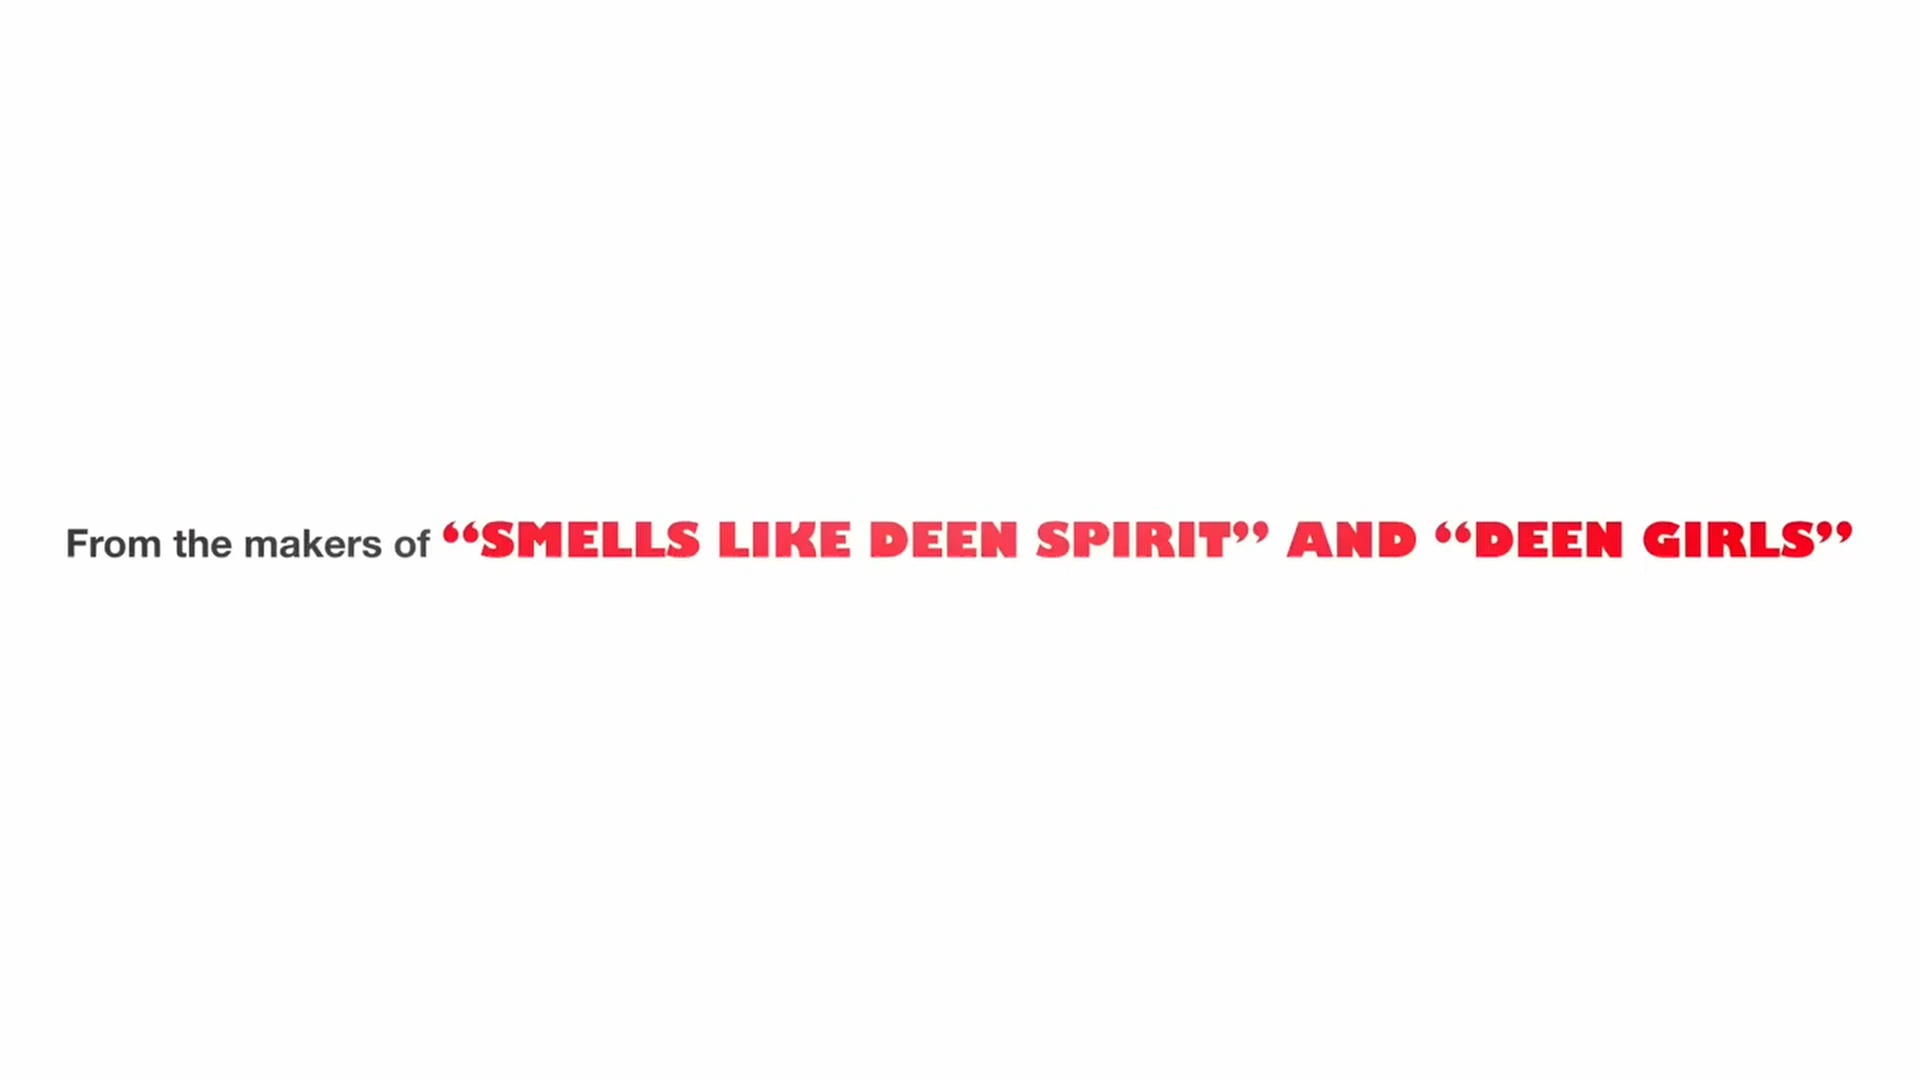 From the makers of “SMELLS LIKE DEEN SPIRIT” AND “DEEN GIRLS”